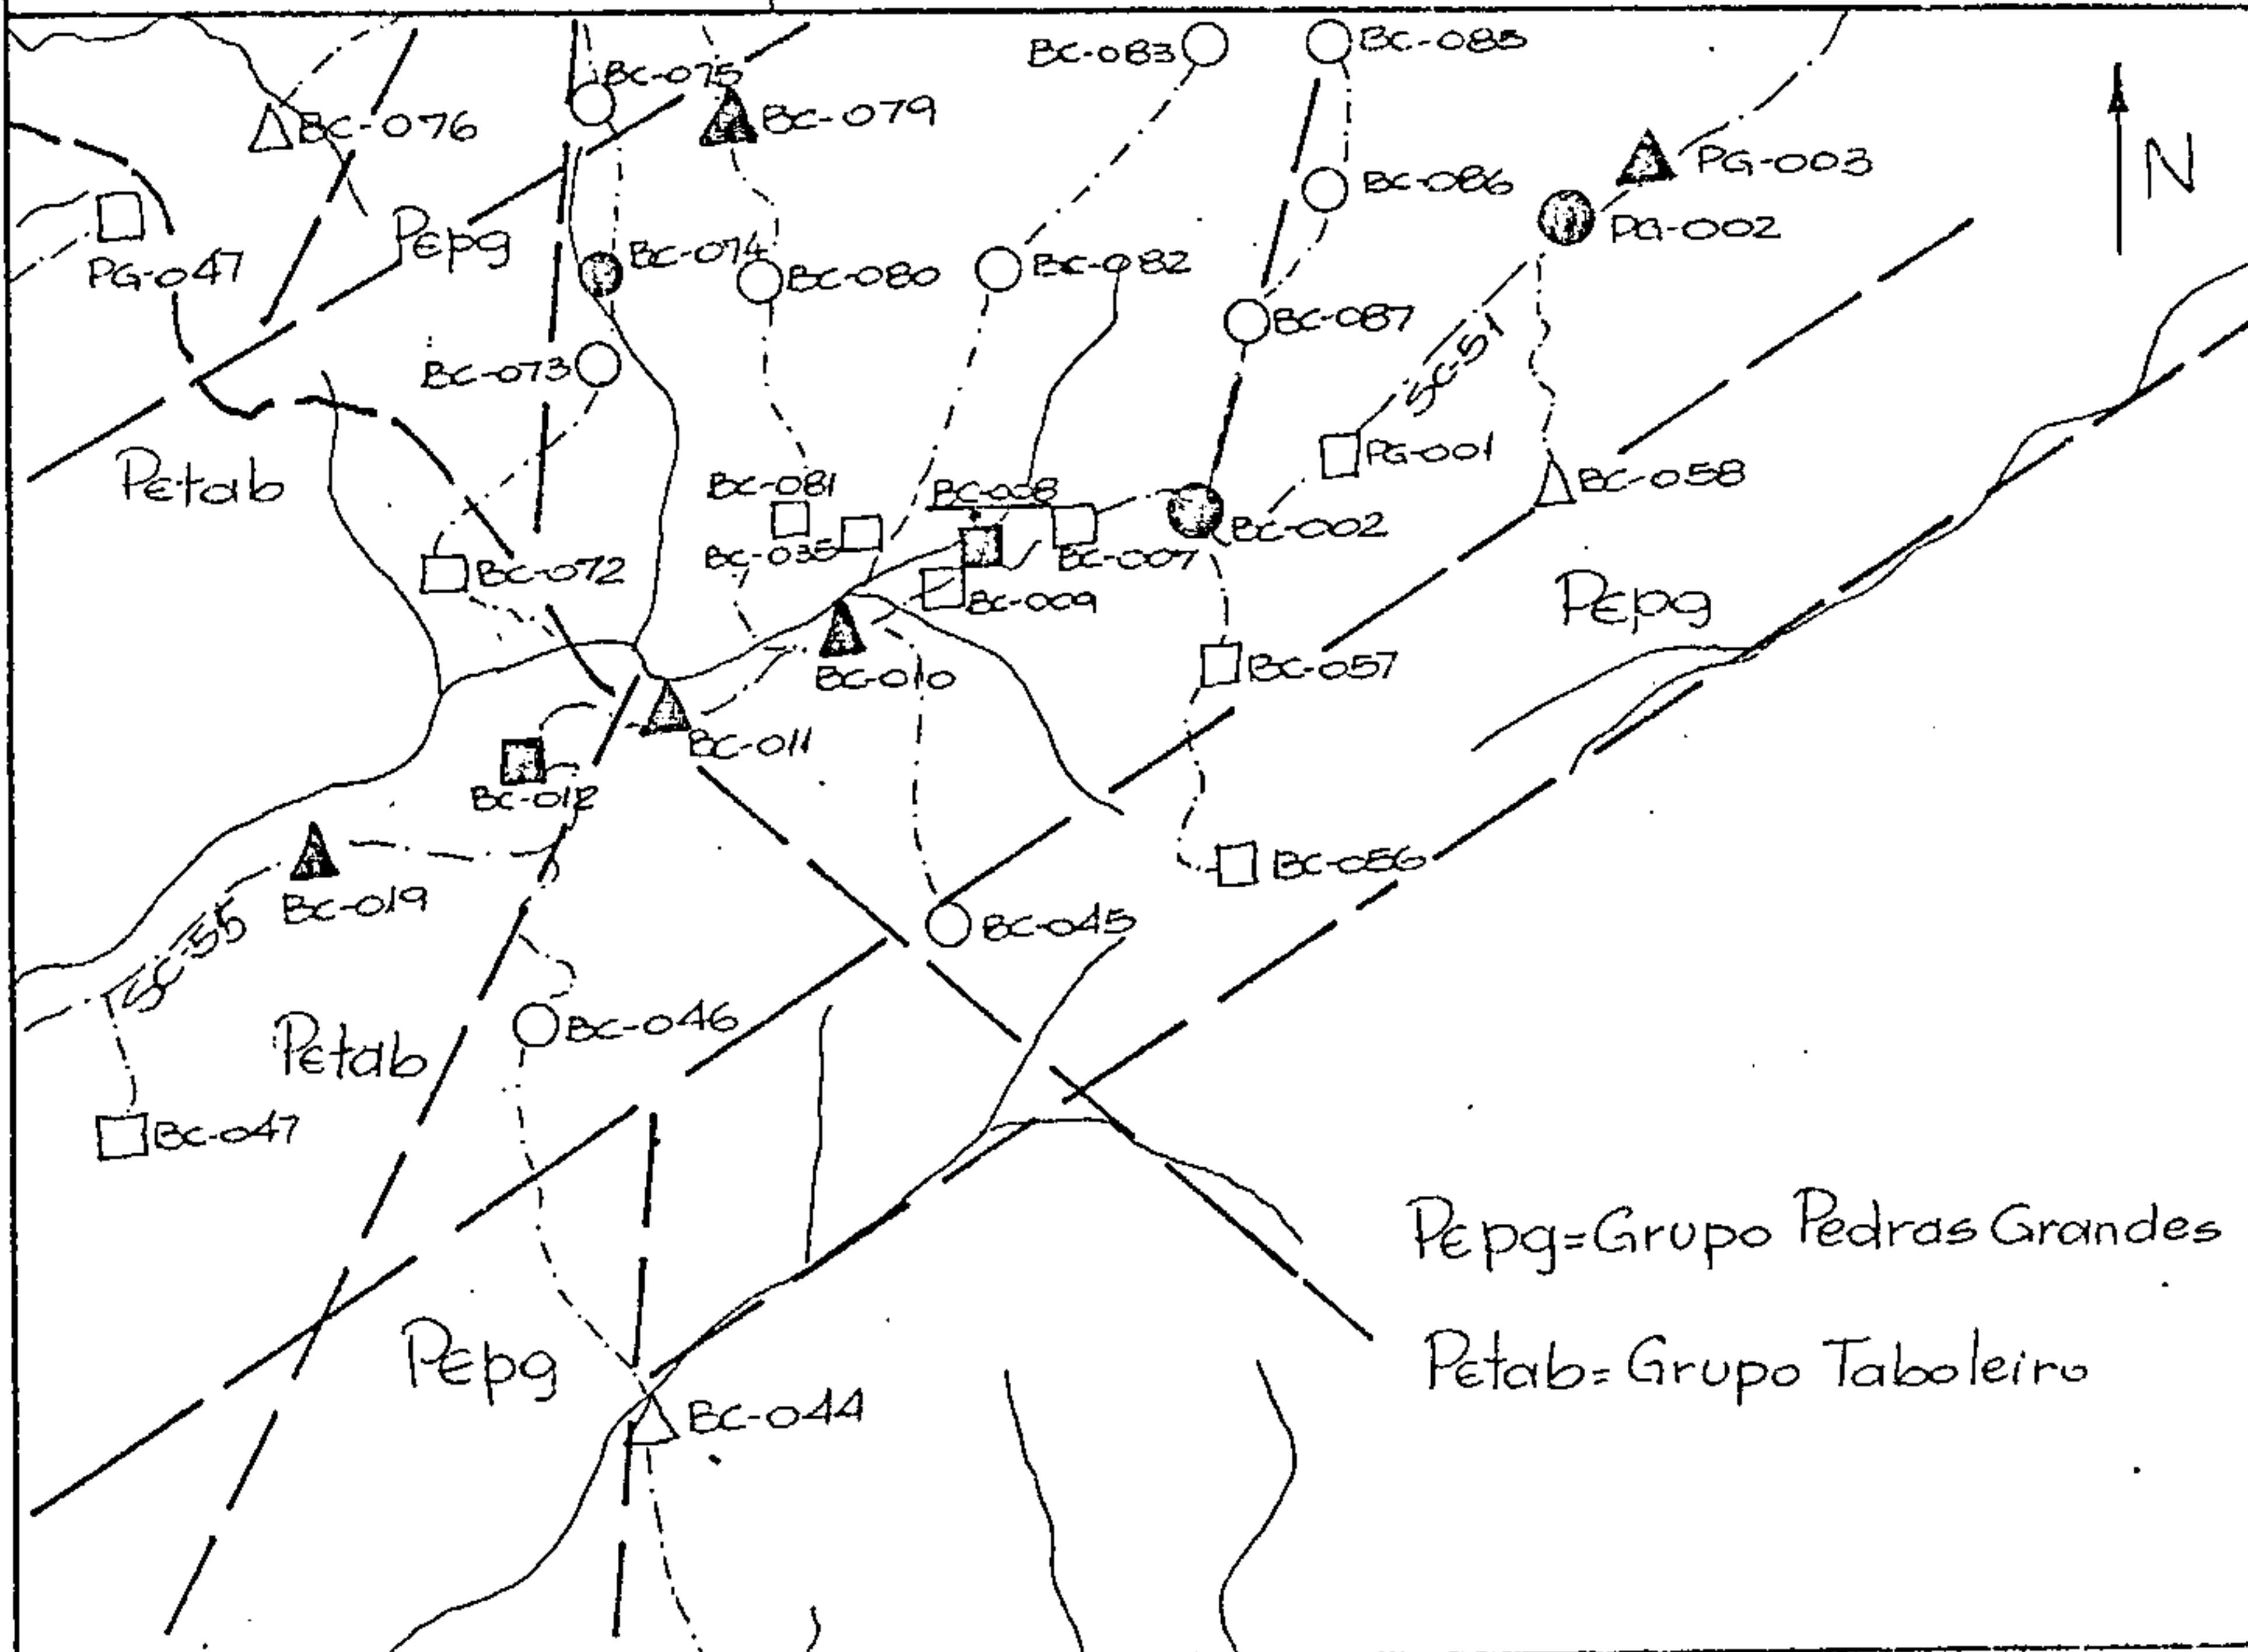 BC-083
BC-085
BC-075
BC-079
BC-076
PG-003
N
BC-086
PG-002
Pepg
BC-074
PG-047
BC-080
BC-082
BC-087
BC-073
SC-51
PG-001
Petab
BC-081
BC-058
BC-002
BC-035
BC-007
BC-072
BC-009
Pepg
BC-057
BC-010
BC-011
BC-012
BC-056
BC-019
BC-045
BC-046
Petab
BC-047
Pepg=Grupo Pedras Grandes
Pepg
Petab=Grupo Taboleiro
BC-044